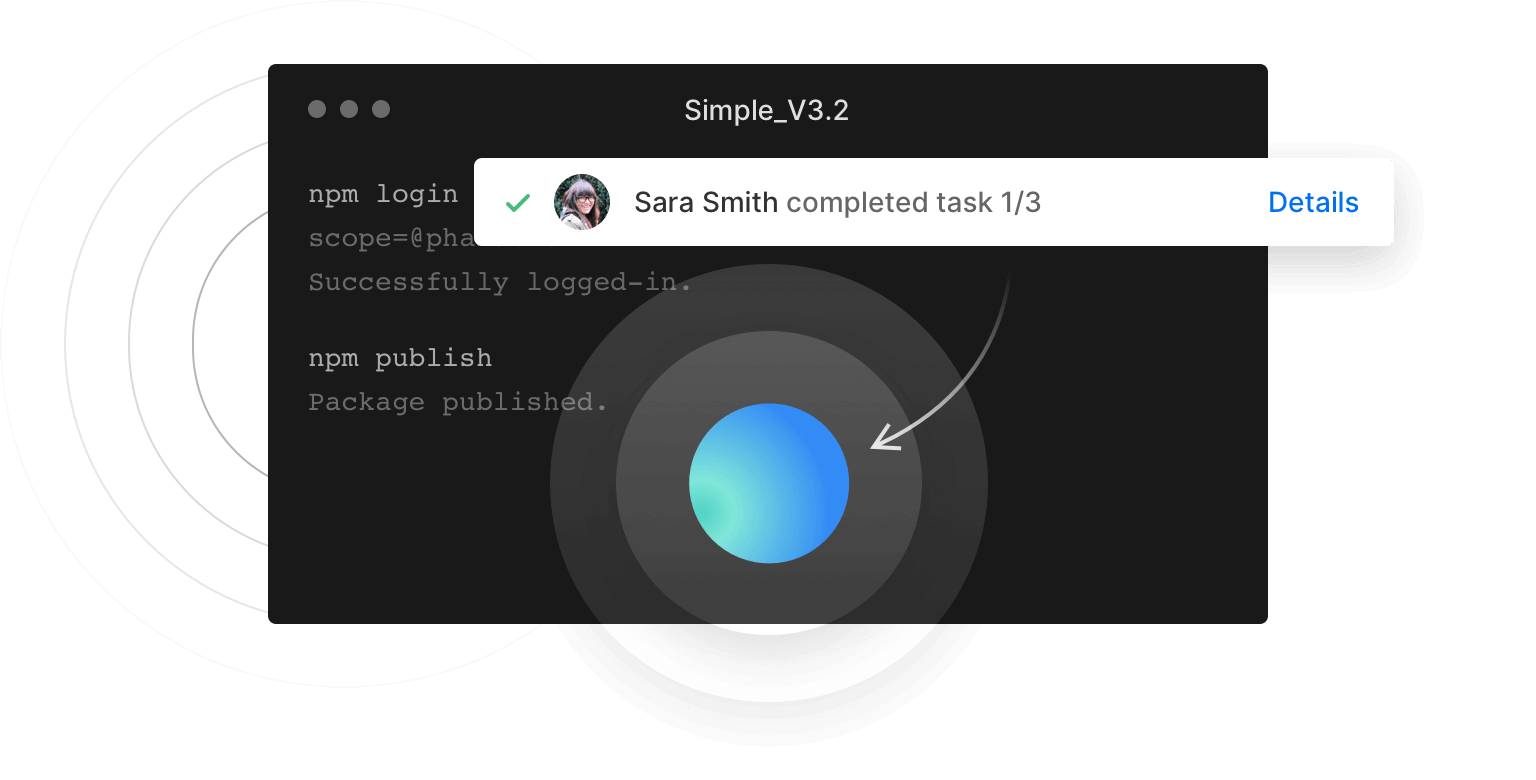 Simple_V3.2
npm login
Sara Smith completed task 1/3
Details
scope=@pha
Successfully logged-in.
npm publish
Package published.